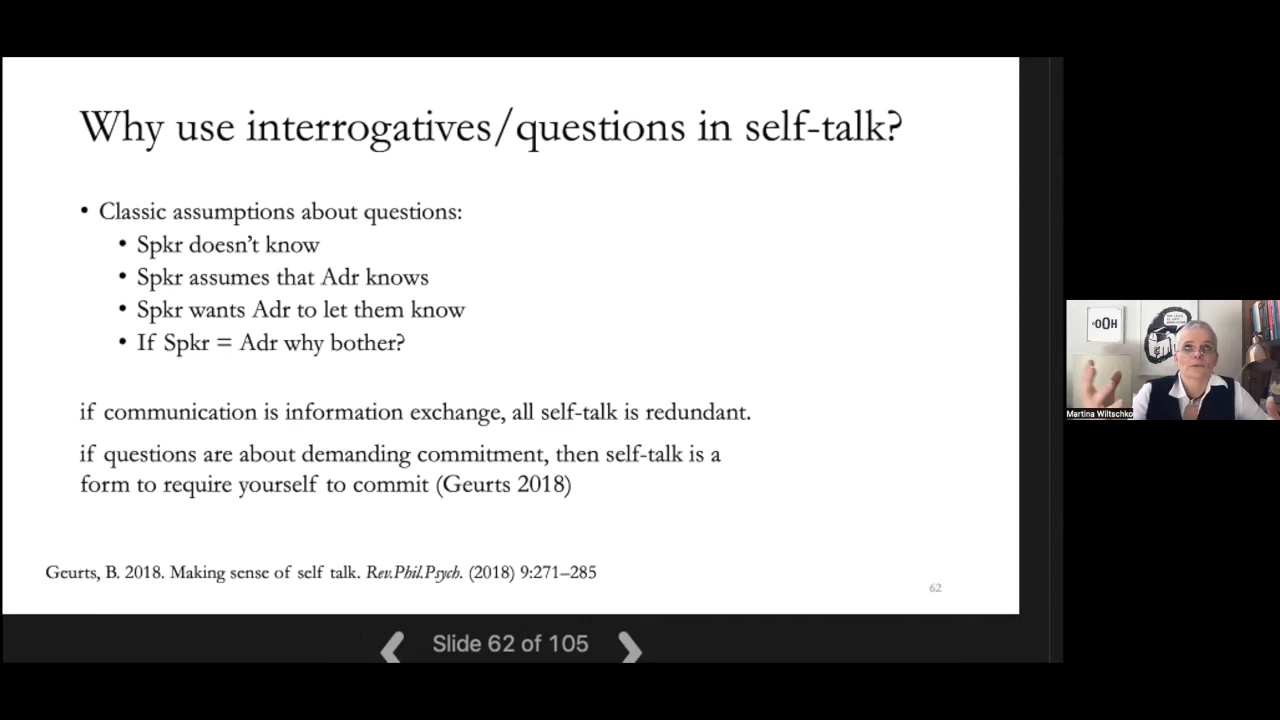 Why use interrogatives/questions in self-talk?
• Classic assumptions about questions:
• Spkr doesn't know
• Spkr assumes that Adr knows
• Spkr wants Adr to let them know
• If Spkr = Adr why bother?
if communication is information exchange, all self-talk is redundant.
if questions are about demanding commitment, then self-talk is a
form to require yourself to commit (Geurts 2018)
Geurts, B. 2018. Making sense of self talk. Rev.Phil.Psych. (2018) 9:271–285
62
Slide 62 of 105
OOH
Martina Wiltschko